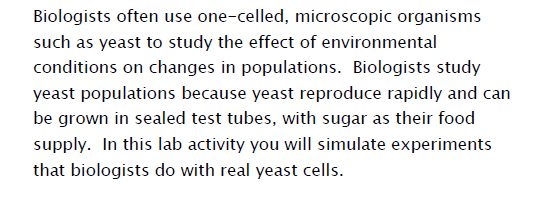 Biologists often use one-celled, microscopic organisms
such as yeast to study the effect of environmental
conditions on changes in populations.  Biologists study
yeast populations because yeast reproduce rapidly and can
be grown in sealed test tubes, with sugar as their food
supply.  In this lab activity you will simulate experiments
that biologists do with real yeast cells.